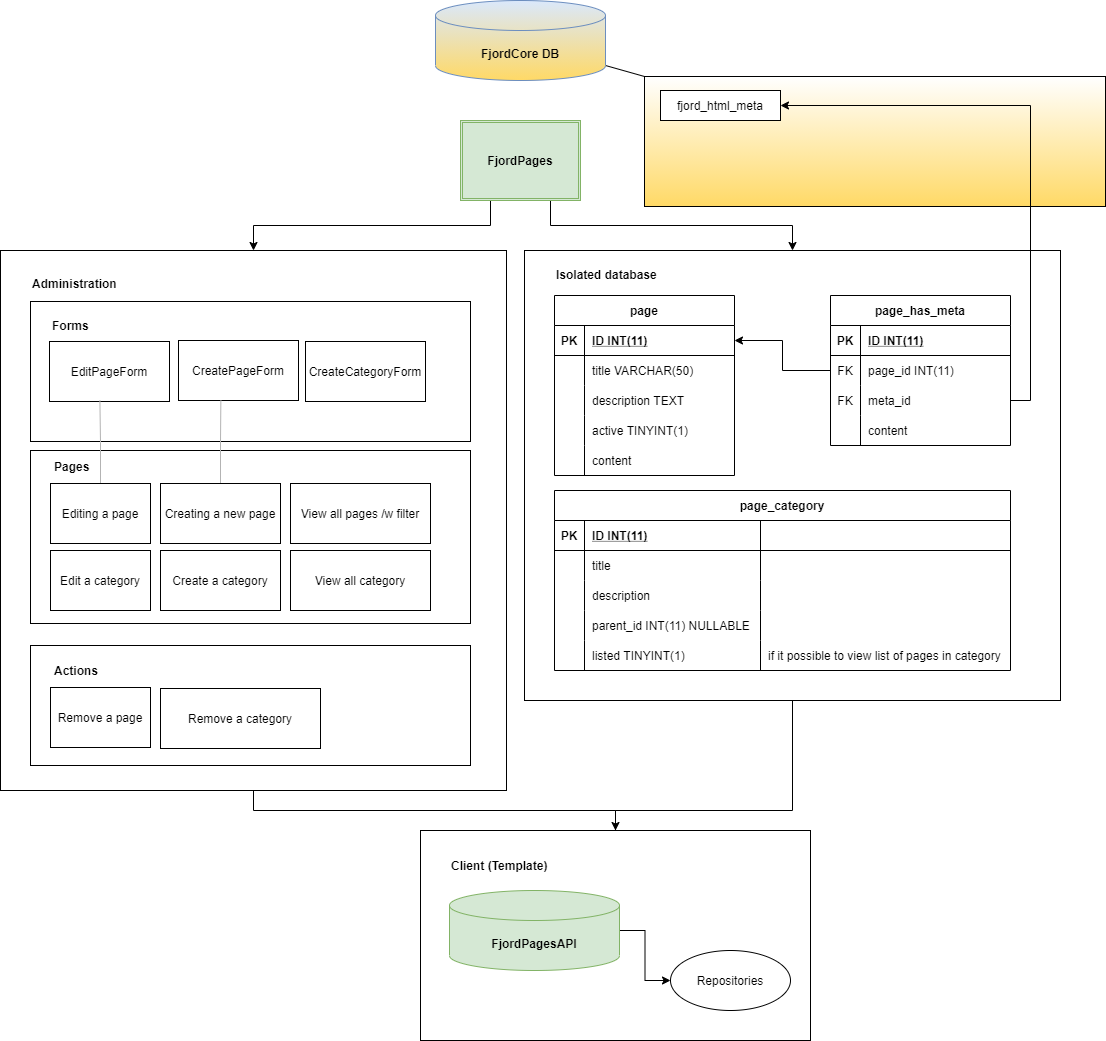 FjordCore DB
fjord_html_meta
FjordPages
Administration
Forms
EditPageForm
CreatePageForm
CreateCategoryForm
Pages
Editing a page
Creating a new page
View all pages /w filter
Edit a category
Create a category
View all category
Actions
Remove a page
Remove a category
Isolated database
page
PK ID INT(11)
title VARCHAR(50)
description TEXT
active TINYINT(1)
content
page_has_meta
PK ID INT(11)
FK page_id INT(11)
FK meta_id
content
page_category
PK ID INT(11)
title
description
parent_id INT(11) NULLABLE
listed TINYINT(1) if it possible to view list of pages in category
Client (Template)
FjordPagesAPI
Repositories